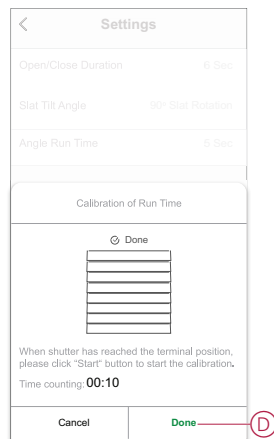 Settings
Open/Close Duration 6 Sec
Slat Tilt Angle 90° Slat Rotation
Angle Run Time 5 Sec
Calibration of Run Time
Done
When shutter has reached the terminal position,
please click “Start” button to start the calibration.
Time counting: 00:10
Cancel Done D